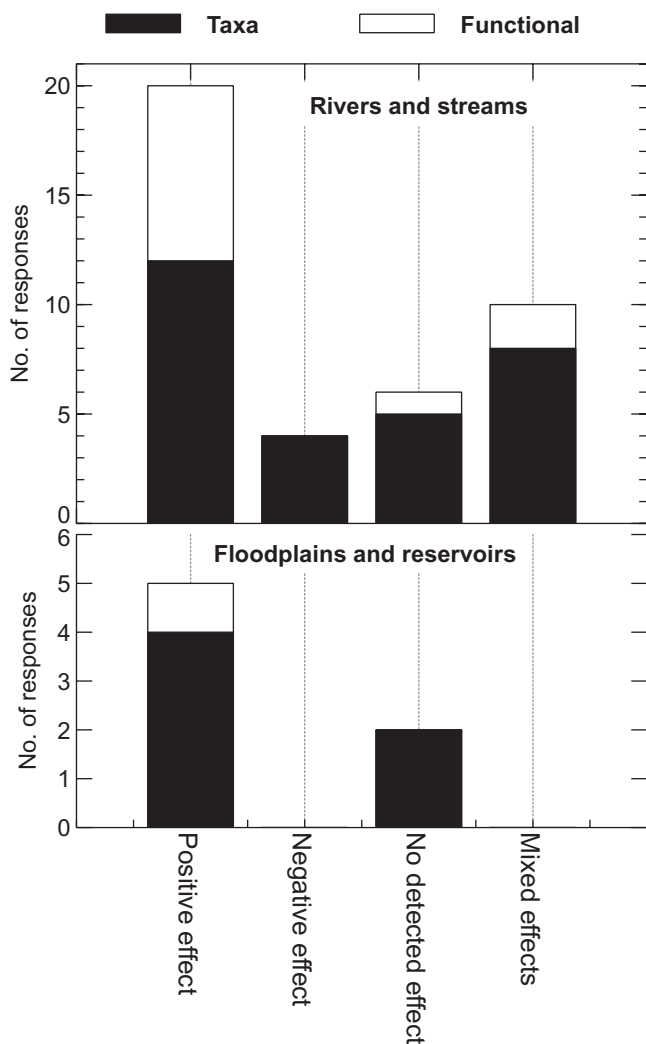 Taxa Functional
Rivers and streams
No. of responses
20
15
10
5
0
Floodplains and reservoirs
No. of responses
6
5
4
3
2
1
0
Positive effect
Negative effect
No detected effect
Mixed effects